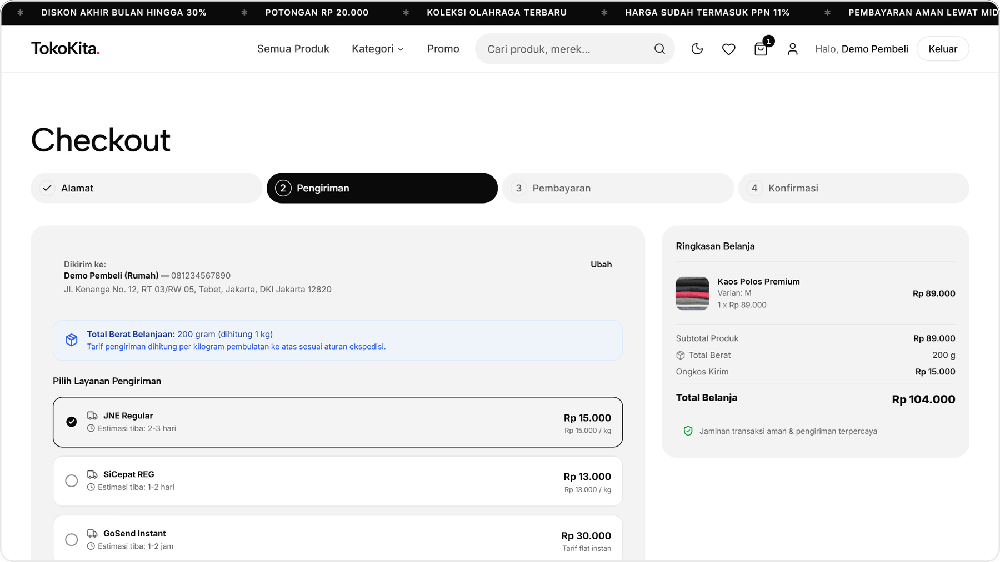 * DISKON AKHIR BULAN HINGGA 30% * POTONGAN RP 20.000 * KOLEKSI OLAHRAGA TERBARU * HARGA SUDAH TERMASUK PPN 11% * PEMBAYARAN AMAN LEWAT MID
TokoKita. Semua Produk Kategori Promo Cari produk, merek... 1 Halo, Demo Pembeli Keluar
Checkout
Alamat 2 Pengiriman 3 Pembayaran 4 Konfirmasi
Dikirim ke: Ubah
Demo Pembeli (Rumah) — 081234567890
Jl. Kenanga No. 12, RT 03/RW 05, Tebet, Jakarta, DKI Jakarta 12820
Total Berat Belanjaan: 200 gram (dihitung 1 kg)
Tarif pengiriman dihitung per kilogram pembulatan ke atas sesuai aturan ekspedisi.
Pilih Layanan Pengiriman
JNE Regular
Estimasi tiba: 2-3 hari
Rp 15.000
Rp 15.000 / kg
SiCepat REG
Estimasi tiba: 1-2 hari
Rp 13.000
Rp 13.000 / kg
GoSend Instant
Estimasi tiba: 1-2 jam
Rp 30.000
Tarif flat instan
Ringkasan Belanja
Kaos Polos Premium
Varian: M
1 x Rp 89.000
Rp 89.000
Subtotal Produk Rp 89.000
Total Berat 200 g
Ongkos Kirim Rp 15.000
Total Belanja Rp 104.000
Jaminan transaksi aman & pengiriman terpercaya